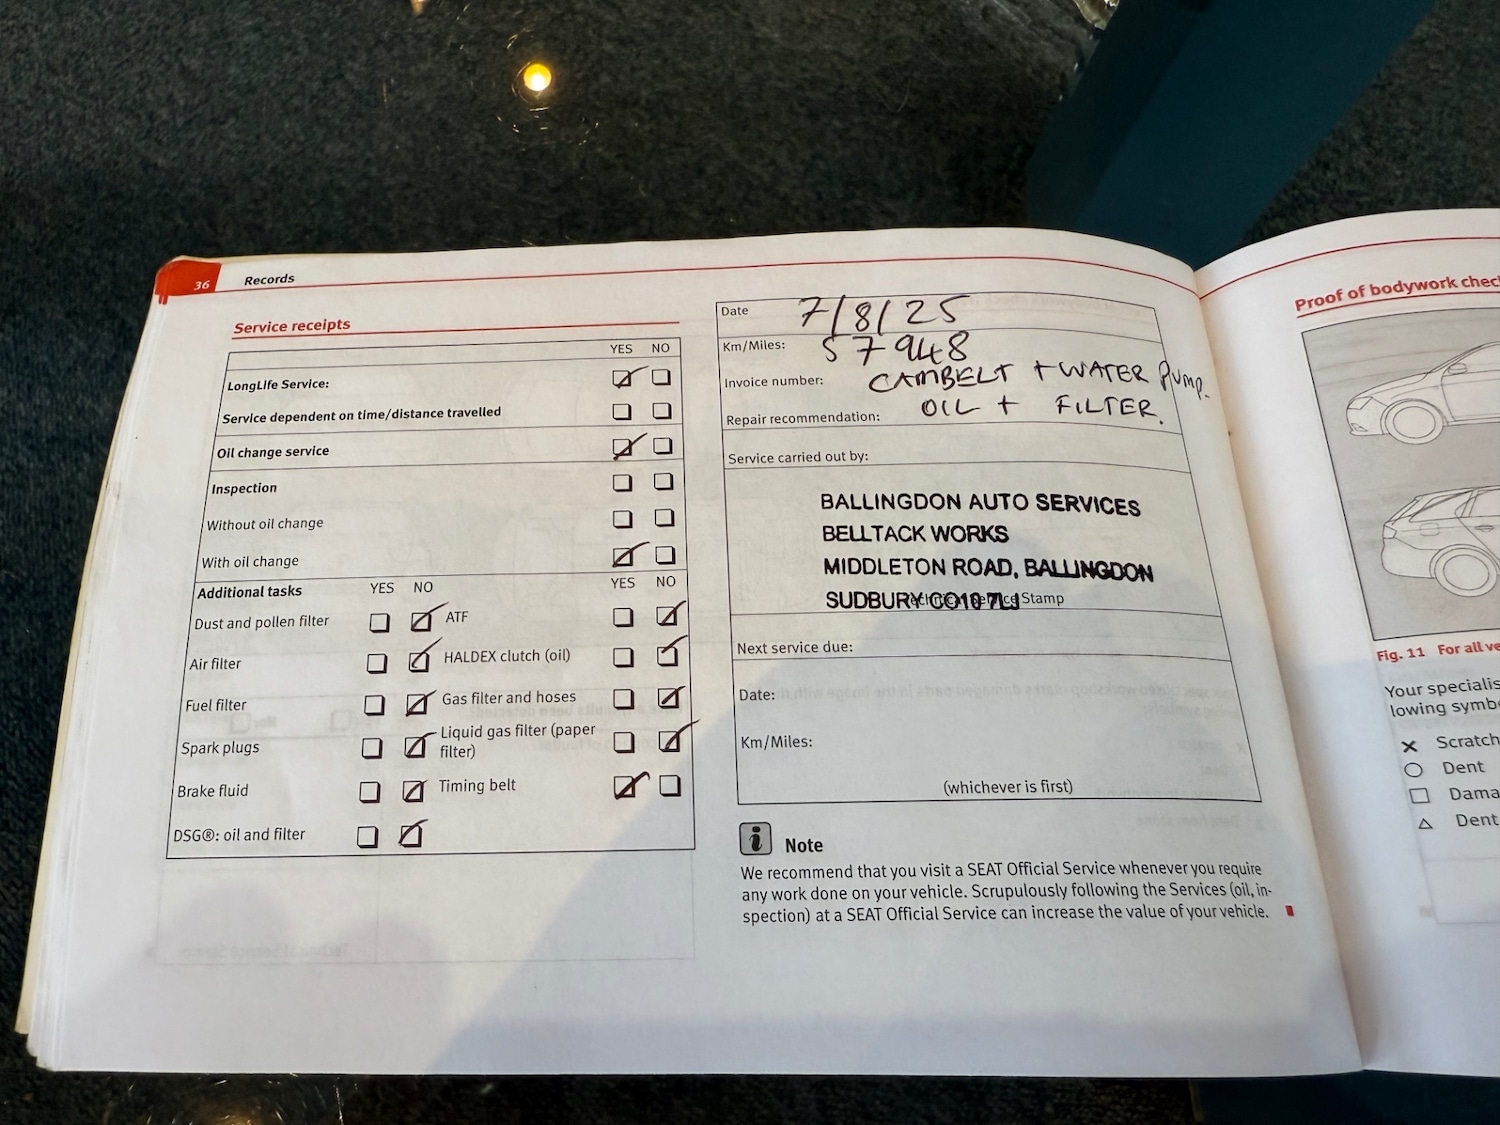 36 Records
Service receipts
YES NO
LongLife Service:
Service dependent on time/distance travelled
Oil change service
Inspection
Without oil change
With oil change
Additional tasks YES NO YES NO
Dust and pollen filter ATF
Air filter HALDEX clutch (oil)
Fuel filter Gas filter and hoses
Spark plugs Liquid gas filter (paper
filter)
Brake fluid Timing belt
DSG®: oil and filter
Date 7/8/25
Km/Miles: 57948
Invoice number: CAMBELT + WATER PUMP.
Repair recommendation: OIL + FILTER.
Service carried out by:
BALLINGDON AUTO SERVICES
BELLTACK WORKS
MIDDLETON ROAD, BALLINGDON
SUDBURY CO10 7LJ
Technical Service Stamp
Next service due:
Date:
Km/Miles:
(whichever is first)
i Note
We recommend that you visit a SEAT Official Service whenever you require
any work done on your vehicle. Scrupulously following the Services (oil, in-
spection) at a SEAT Official Service can increase the value of your vehicle.
Proof of bodywork chec
Fig. 11 For all ve
Your specialis
lowing symb
Scratch
Dent
Dama
Dent